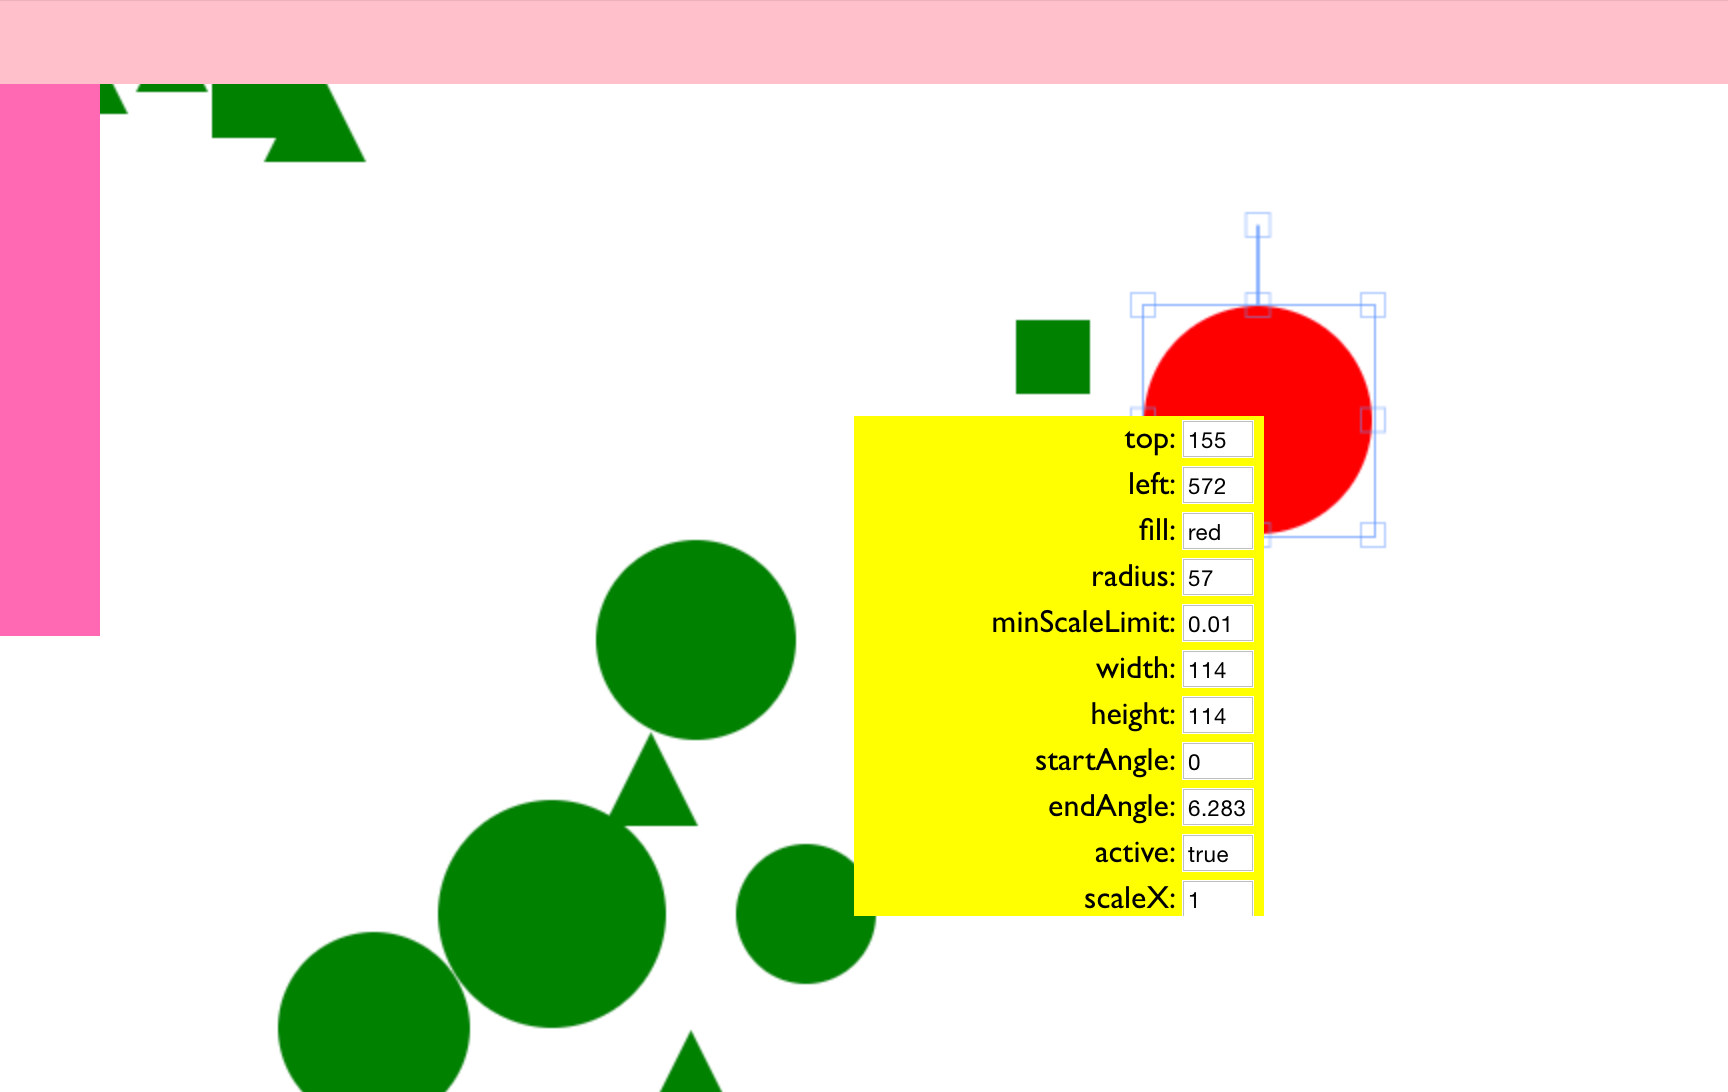 top: 155
left: 572
fill: red
radius: 57
minScaleLimit: 0.01
width: 114
height: 114
startAngle: 0
endAngle: 6.283
active: true
scaleX: 1